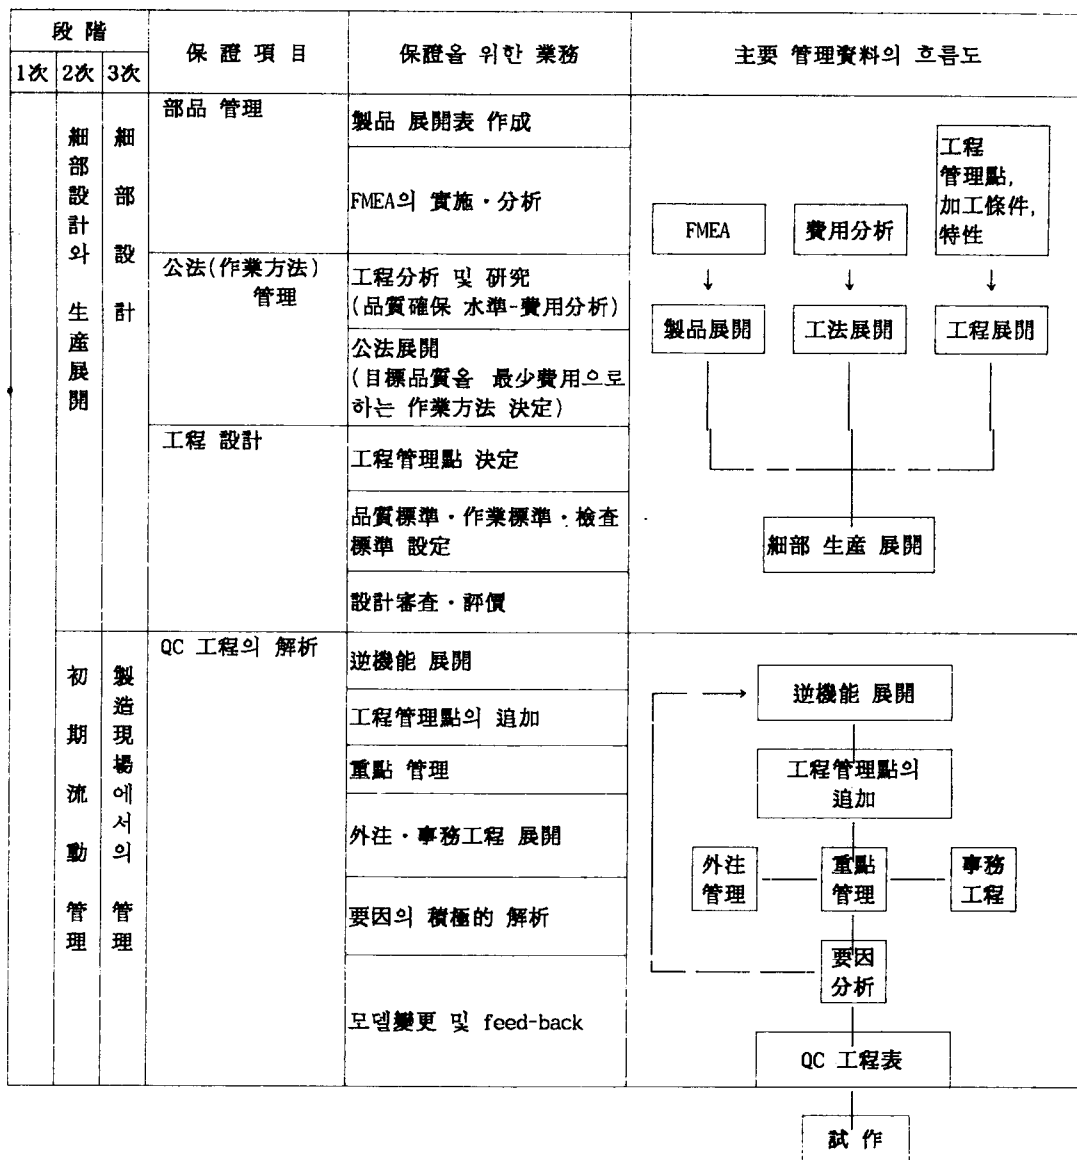 段 階
保 證 項 目
保證을 위한 業務
主要 管理資料의 흐름도
1次 2次 3次
細部設計와 生産展開
細部設計
部品 管理
製品 展開表 作成
FMEA의 實施·分析
公法(作業方法)
管理
工程分析 및 研究
(品質確保 水準-費用分析)
公法展開
(目標品質을 最少費用으로
하는 作業方法 決定)
工程 設計
工程管理點 決定
品質標準·作業標準·檢查
標準 設定
設計審查·評價
FMEA
費用分析
工程
管理點,
加工條件,
特性
製品展開
工法展開
工程展開
細部 生産 展開
初期流動管理
製造現場에서의 管理
QC 工程의 解析
逆機能 展開
工程管理點의 追加
重點 管理
外注·事務工程 展開
要因의 積極的 解析
모델變更 및 feed-back
逆機能 展開
工程管理點의
追加
外注
管理
重點
管理
事務
工程
要因
分析
QC 工程表
試 作